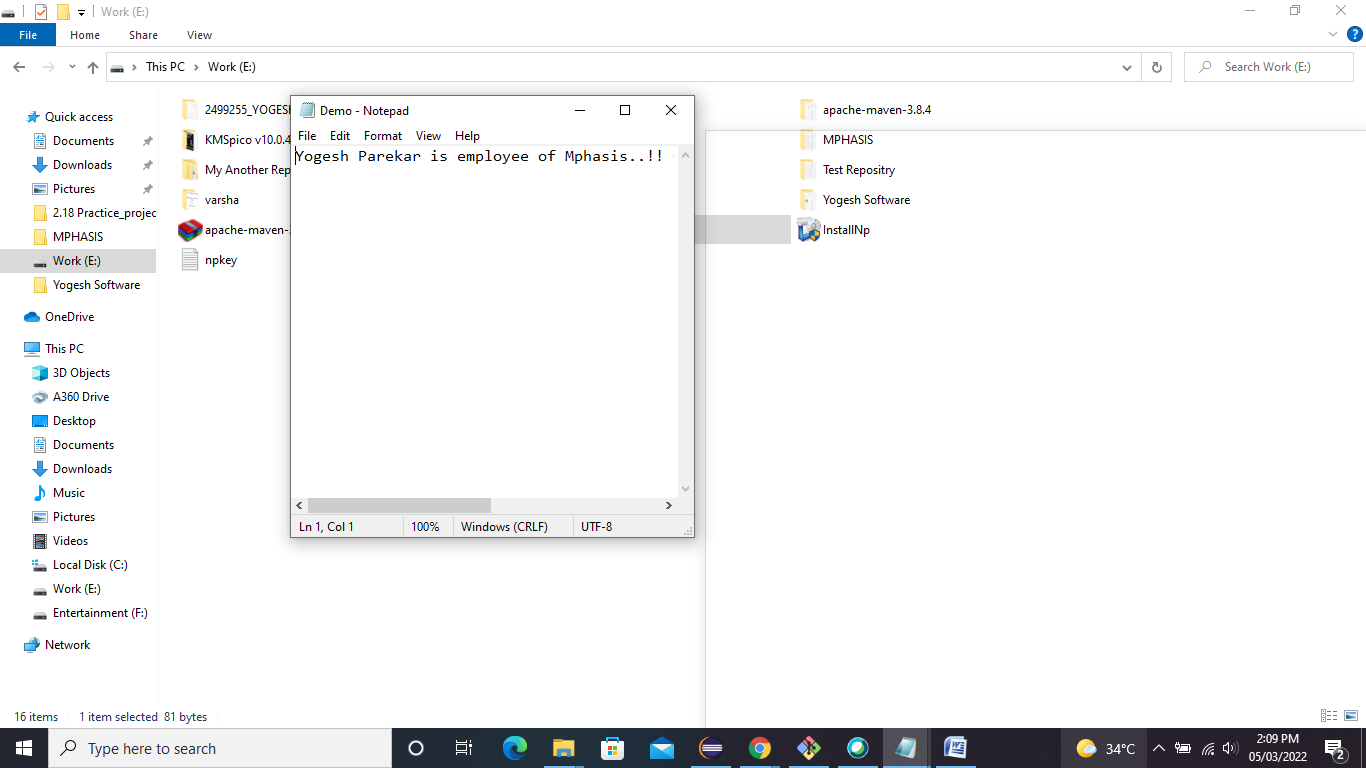 Work (E:)
File Home Share View
This PC Work (E:) Search Work (E:)
Quick access
Documents
Downloads
Pictures
2.18 Practice_projec
MPHASIS
Work (E:)
Yogesh Software
OneDrive
This PC
3D Objects
A360 Drive
Desktop
Documents
Downloads
Music
Pictures
Videos
Local Disk (C:)
Work (E:)
Entertainment (F:)
Network
2499255_YOGES
KMSpico v10.0.4
My Another Rep
varsha
apache-maven-
npkey
Demo - Notepad
File Edit Format View Help
Yogesh Parekar is employee of Mphasis..!!
Ln 1, Col 1 100% Windows (CRLF) UTF-8
apache-maven-3.8.4
MPHASIS
Test Repositry
Yogesh Software
InstallNp
16 items 1 item selected 81 bytes
Type here to search
34°C
2:09 PM
05/03/2022
2